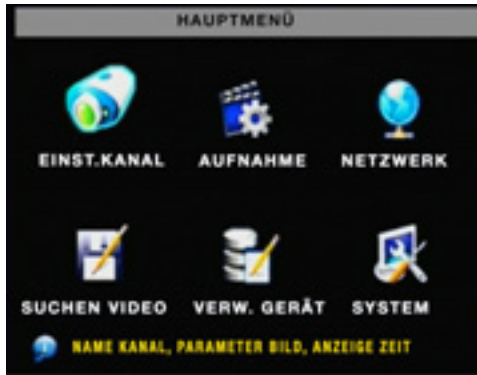 HAUPTMENÜ
EINST.KANAL AUFNAHME NETZWERK
SUCHEN VIDEO VERW. GERÄT SYSTEM
NAME KANAL, PARAMETER BILD, ANZEIGE ZEIT